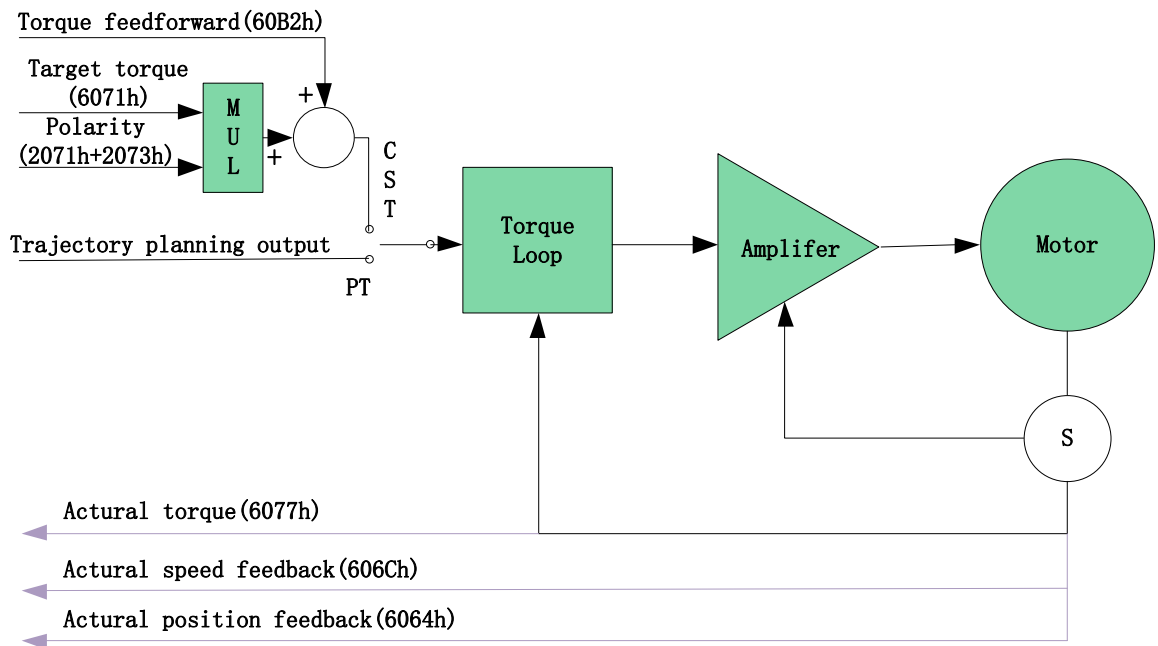 Torque feedforward(60B2h)
Target torque
(6071h)
Polarity
(2071h+2073h)
M
U
L
+
+
C
S
T
Trajectory planning output
PT
Torque
Loop
Amplifer
Motor
S
Actural torque(6077h)
Actural speed feedback(606Ch)
Actural position feedback(6064h)